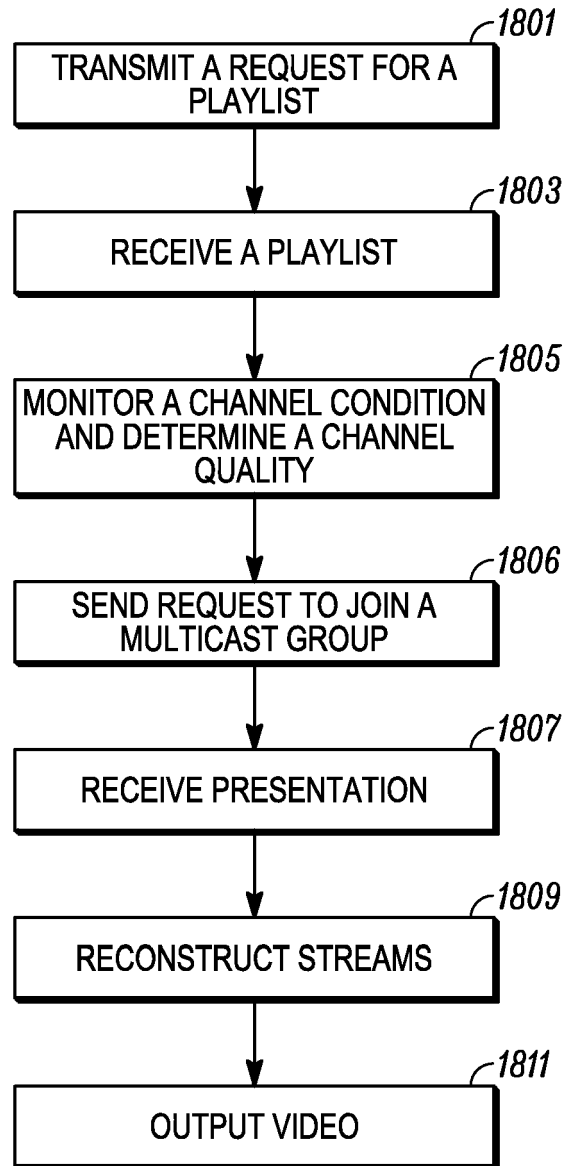 1801
TRANSMIT A REQUEST FOR A
PLAYLIST
1803
RECEIVE A PLAYLIST
1805
MONITOR A CHANNEL CONDITION
AND DETERMINE A CHANNEL
QUALITY
1806
SEND REQUEST TO JOIN A
MULTICAST GROUP
1807
RECEIVE PRESENTATION
1809
RECONSTRUCT STREAMS
1811
OUTPUT VIDEO